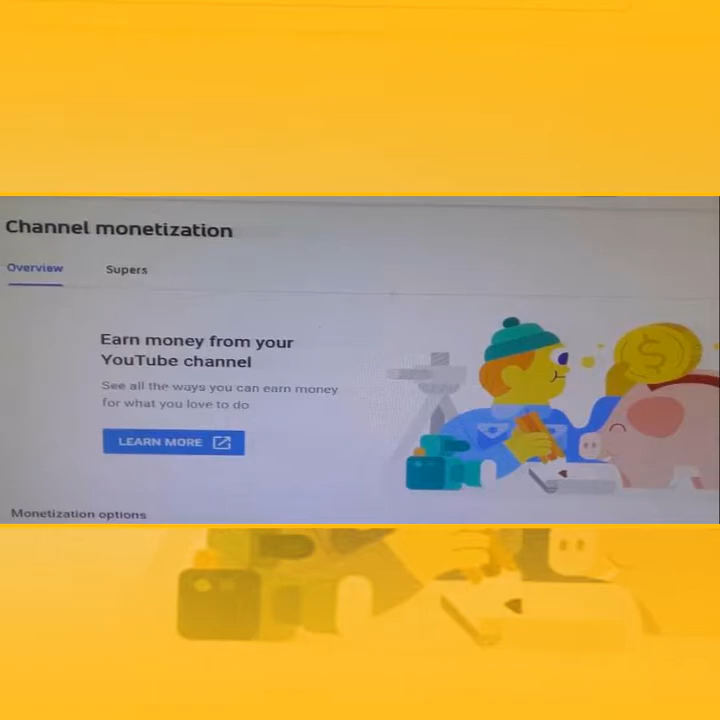 Channel monetization
Overview
Supers
Earn money from your
YouTube channel
See all the ways you can earn money
for what you love to do
LEARN MORE
Monetization options